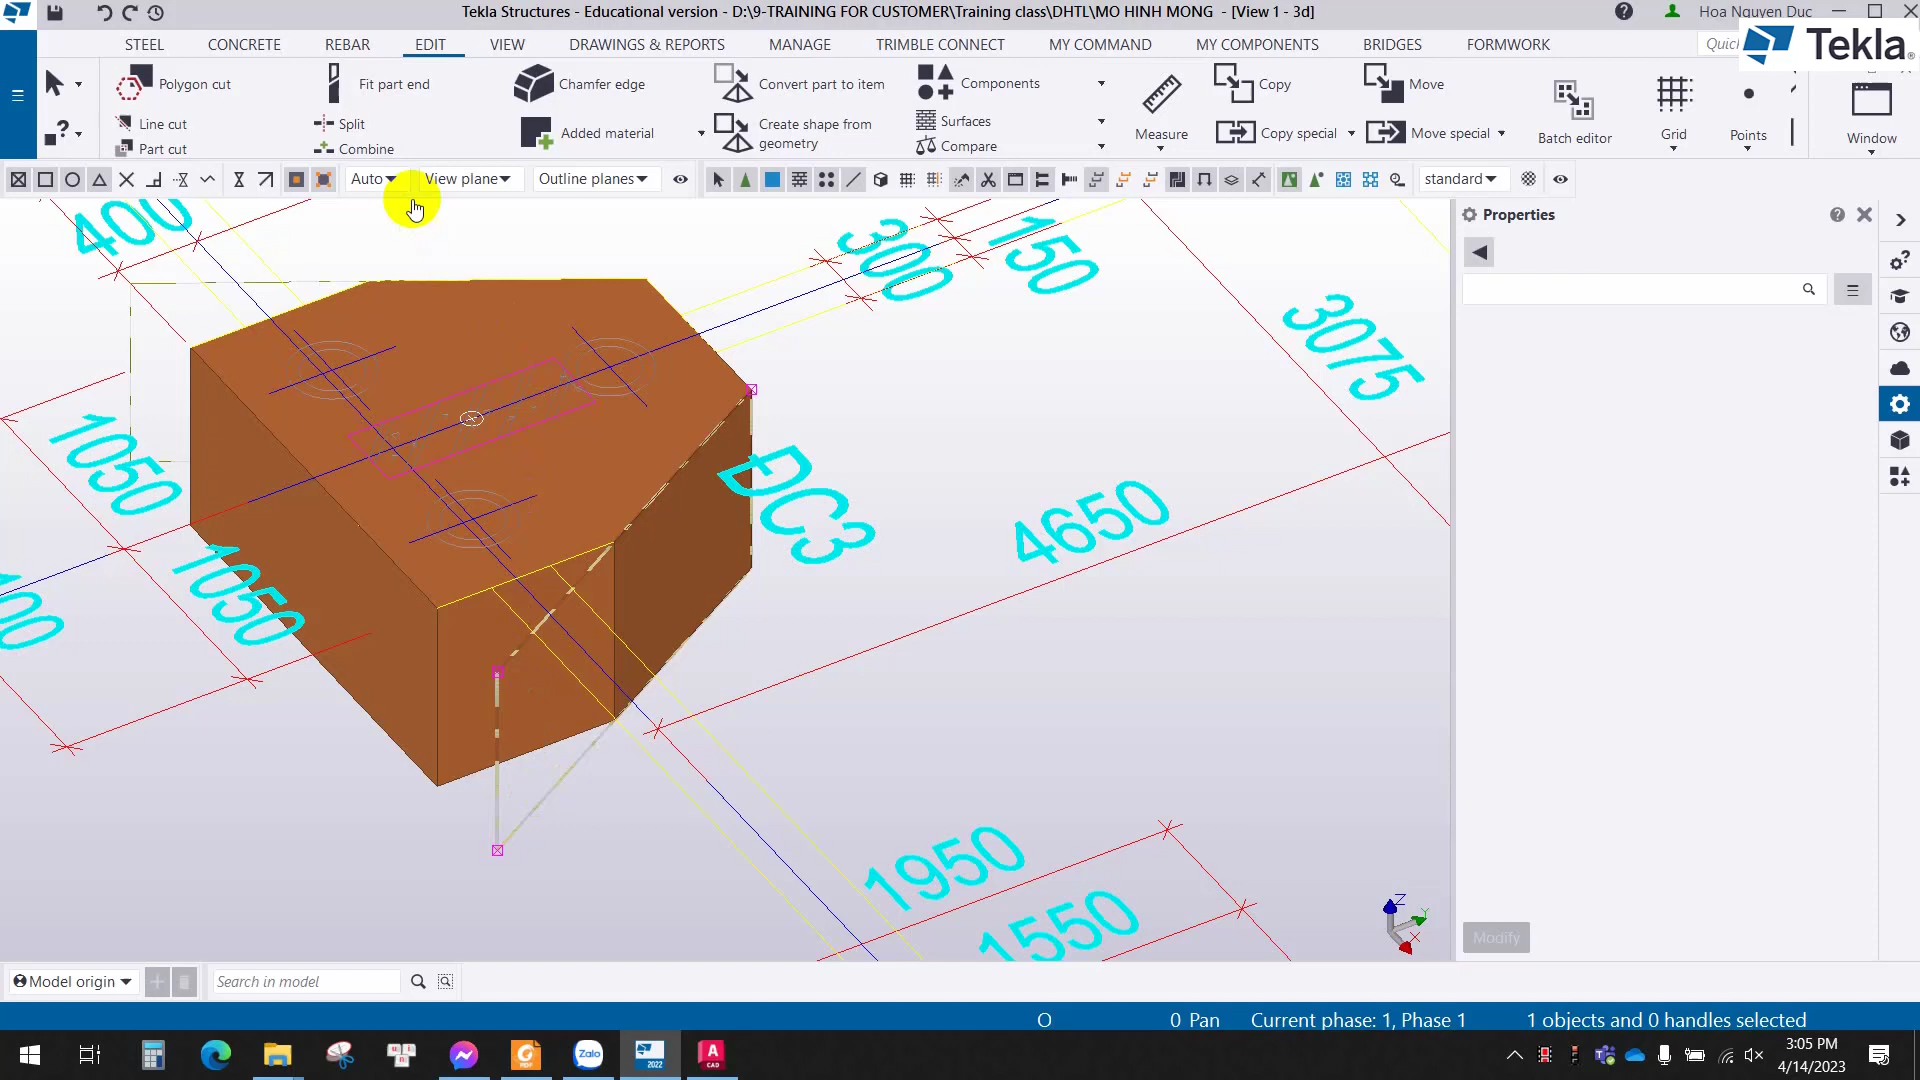 Tekla Structures - Educational version - D:\9-TRAINING FOR CUSTOMER\Training class\DHTL\MO HINH MONG - [View 1 - 3d]
Hoa Nguyen Duc
STEEL CONCRETE REBAR EDIT VIEW DRAWINGS & REPORTS MANAGE TRIMBLE CONNECT MY COMMAND MY COMPONENTS BRIDGES FORMWORK
Tekla
Polygon cut Fit part end Chamfer edge Convert part to item Components Copy Move
Line cut Split Added material Create shape from geometry Surfaces Measure Copy special Move special Batch editor Grid Points Window
Part cut Combine Compare
Auto View plane Outline planes standard
Properties
400
300
150
3075
1050
1050
DC3
4650
1950
1550
Modify
Model origin Search in model
O 0 Pan Current phase: 1, Phase 1 1 objects and 0 handles selected
3:05 PM
4/14/2023